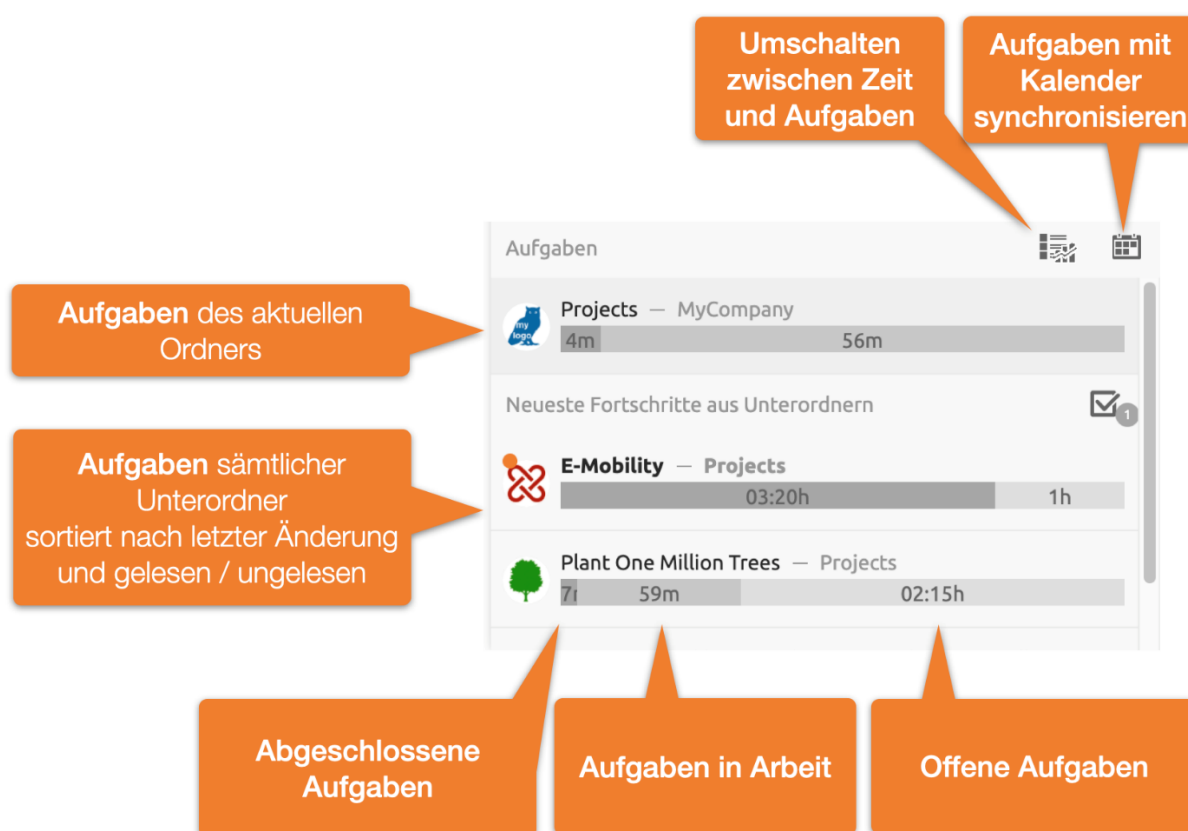 Umschalten
zwischen Zeit
und Aufgaben
Aufgaben mit
Kalender
synchronisieren
Aufgaben
Aufgaben des aktuellen
Ordners
my
logo
Projects — MyCompany
4m 56m
Neueste Fortschritte aus Unterordnern
1
Aufgaben sämtlicher
Unterordner
sortiert nach letzter Änderung
und gelesen / ungelesen
E-Mobility — Projects
03:20h 1h
Plant One Million Trees — Projects
7 59m 02:15h
Abgeschlossene
Aufgaben
Aufgaben in Arbeit
Offene Aufgaben